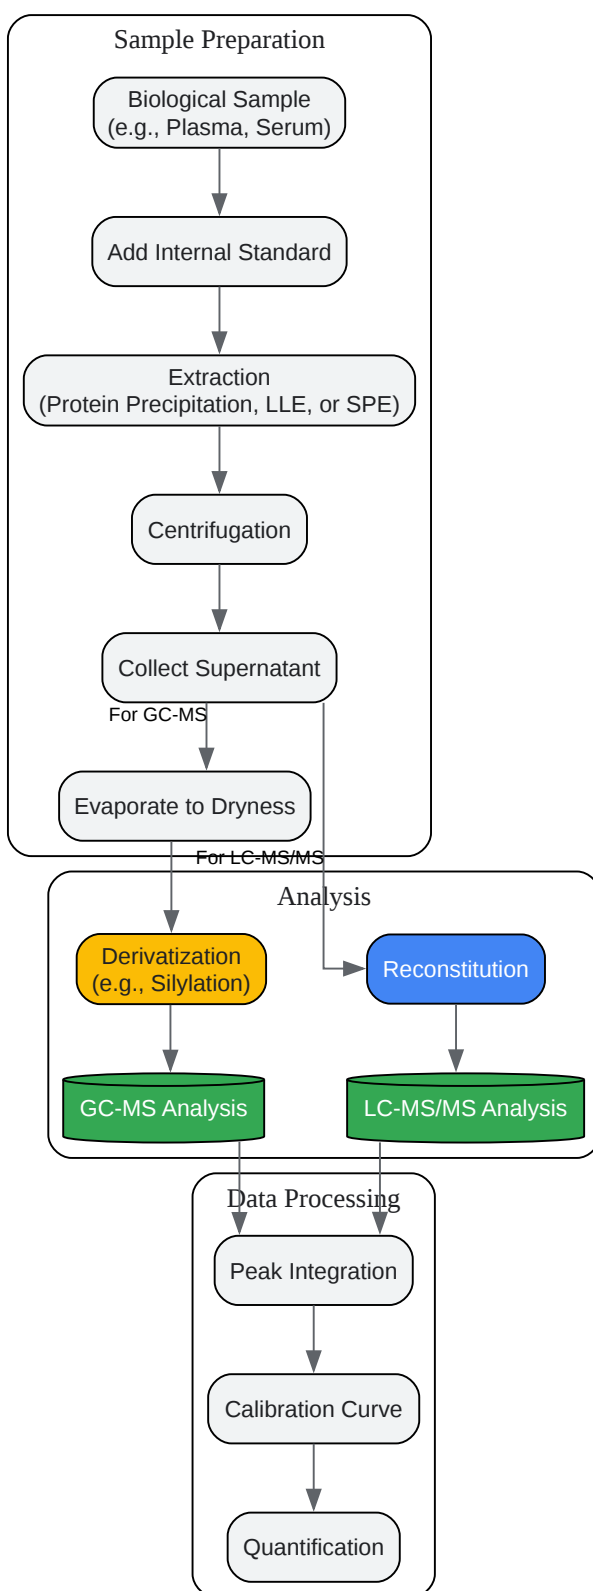 Sample Preparation
Biological Sample
(e.g., Plasma, Serum)
Add Internal Standard
Extraction
(Protein Precipitation, LLE, or SPE)
Centrifugation
Collect Supernatant
For GC-MS
Evaporate to Dryness
For LC-MS/MS
Analysis
Derivatization
(e.g., Silylation)
Reconstitution
GC-MS Analysis
LC-MS/MS Analysis
Data Processing
Peak Integration
Calibration Curve
Quantification